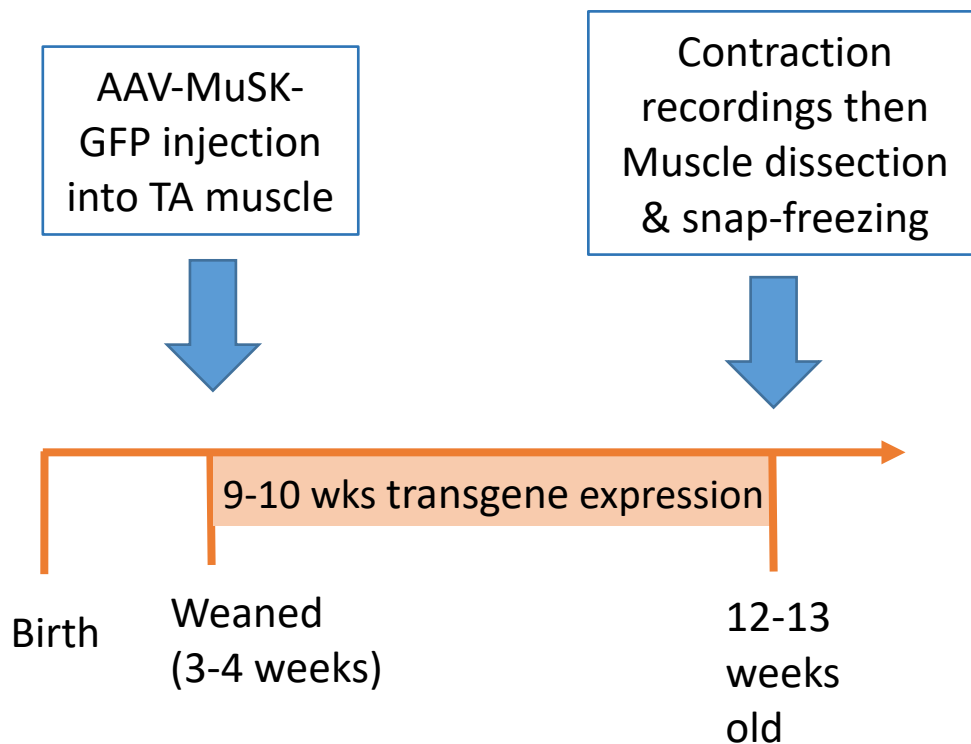 AAV-MuSK-
GFP injection
into TA muscle
Contraction
recordings then
Muscle dissection
& snap-freezing
9-10 wks transgene expression
Birth
Weaned
(3-4 weeks)
12-13
weeks
old